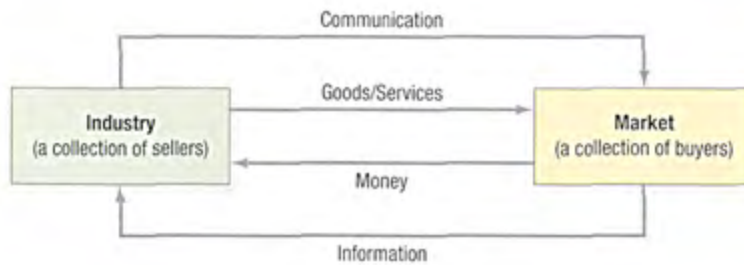 Communication
Goods/Services
Industry
(a collection of sellers)
Market
(a collection of buyers)
Money
Information